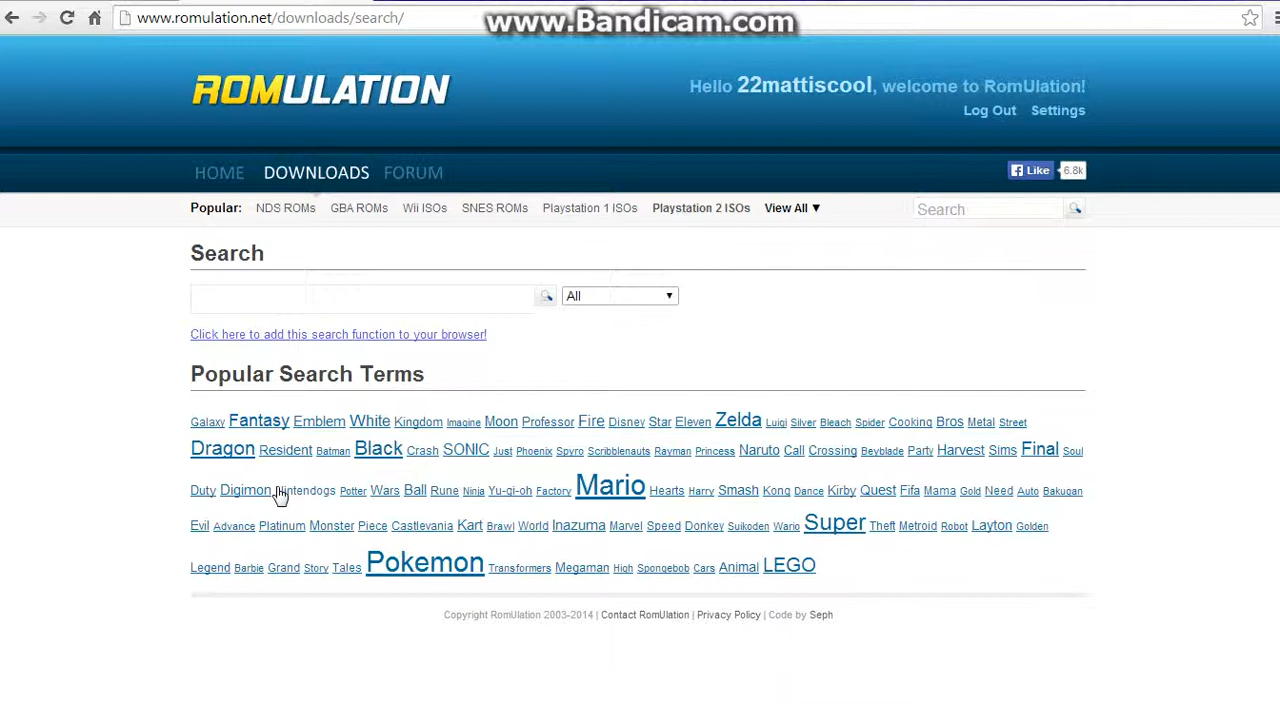 www.romulation.net/downloads/search/
www.Bandicam.com
ROMULATION
Hello 22mattiscool, welcome to RomUlation!
Log Out Settings
HOME DOWNLOADS FORUM
Like 6.8k
Popular: NDS ROMs GBA ROMs Wii ISOs SNES ROMs Playstation 1 ISOs Playstation 2 ISOs View All ▼ Search
Search
All
Click here to add this search function to your browser!
Popular Search Terms
Galaxy Fantasy Emblem White Kingdom Imagine Moon Professor Fire Disney Star Eleven Zelda Luigi Silver Bleach Spider Cooking Bros Metal Street
Dragon Resident Batman Black Crash SONIC Just Phoenix Spyro Scribblenauts Rayman Princess Naruto Call Crossing Beyblade Party Harvest Sims Final Soul
Duty Digimon Nintendogs Potter Wars Ball Rune Ninja Yu-gi-oh Factory Mario Hearts Harry Smash Kong Dance Kirby Quest Fifa Mama Gold Need Auto Bakugan
Evil Advance Platinum Monster Piece Castlevania Kart Brawl World Inazuma Marvel Speed Donkey Suikoden Wario Super Theft Metroid Robot Layton Golden
Legend Barbie Grand Story Tales Pokemon Transformers Megaman High Spongebob Cars Animal LEGO
Copyright RomUlation 2003-2014 | Contact RomUlation | Privacy Policy | Code by Seph